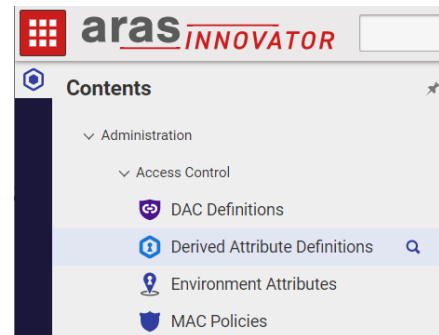 aras INNOVATOR
Contents
Administration
Access Control
DAC Definitions
Derived Attribute Definitions
Environment Attributes
MAC Policies